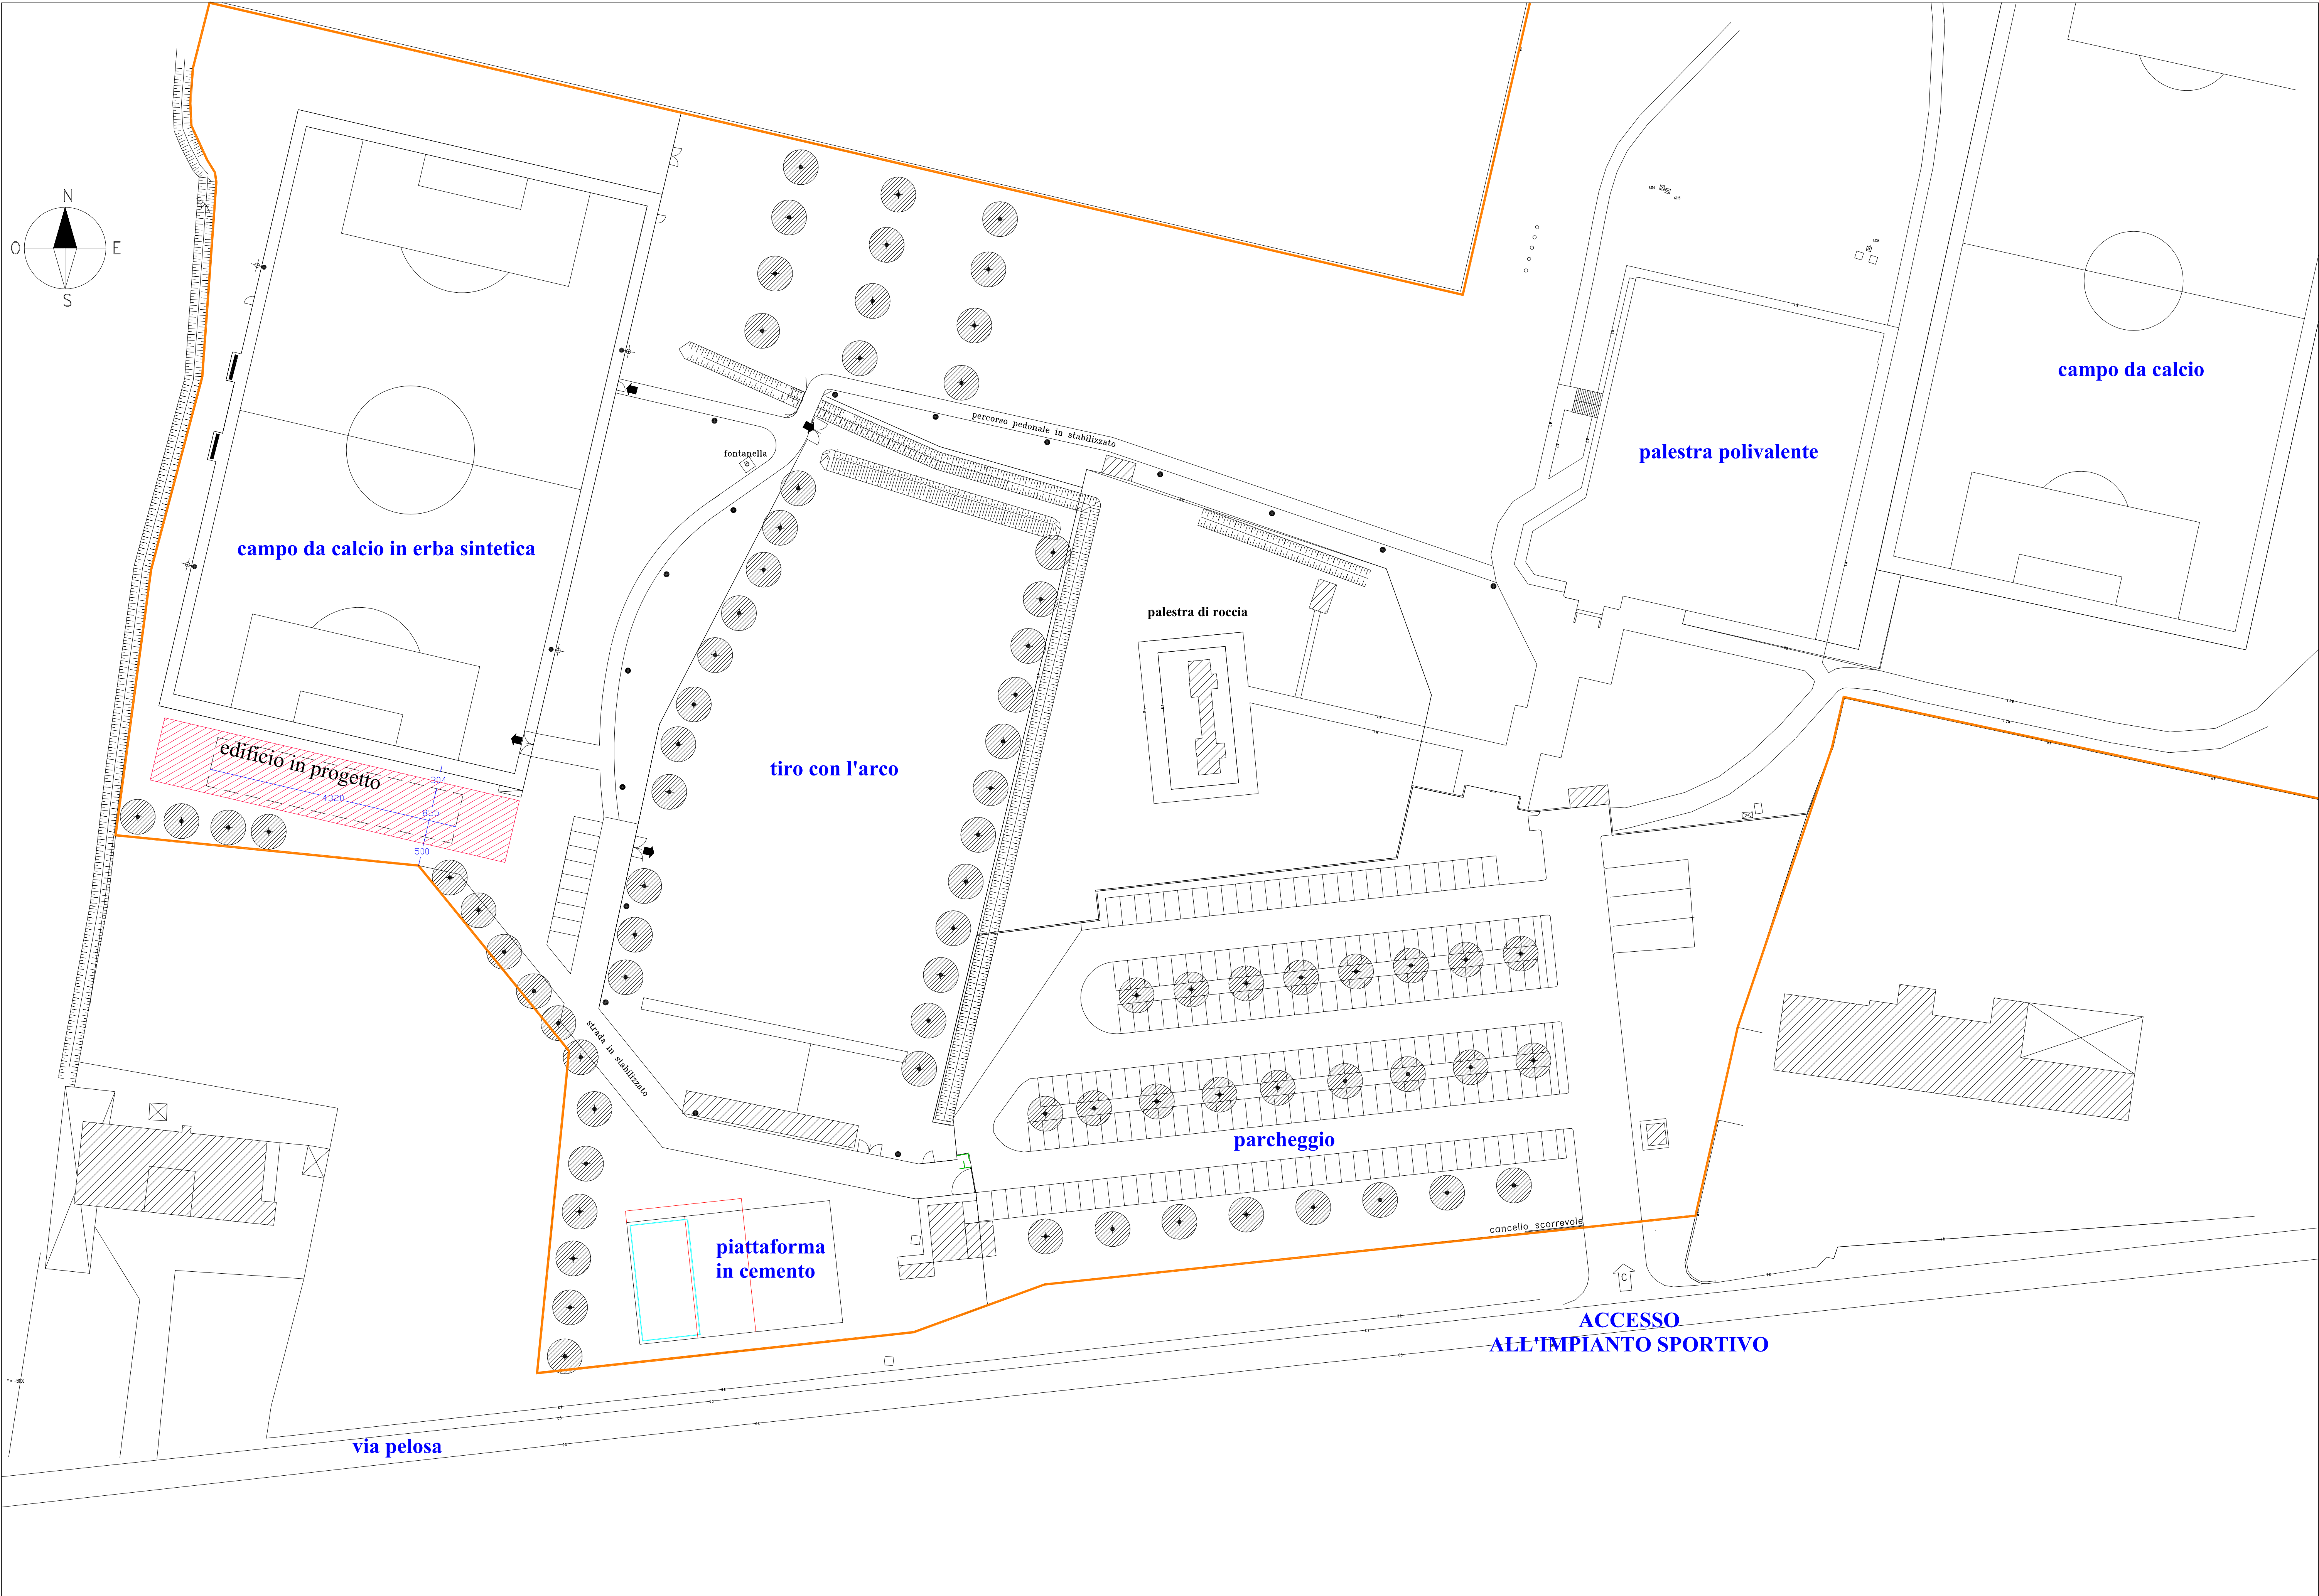 N
O
E
S
campo da calcio
percorso pedonale in stabilizzato
fontanella
palestra polivalente
campo da calcio in erba sintetica
palestra di roccia
edificio in progetto
304
4320
855
500
tiro con l'arco
strada in stabilizzato
parcheggio
cancello scorrevole
piattaforma
in cemento
C
ACCESSO
ALL'IMPIANTO SPORTIVO
via pelosa